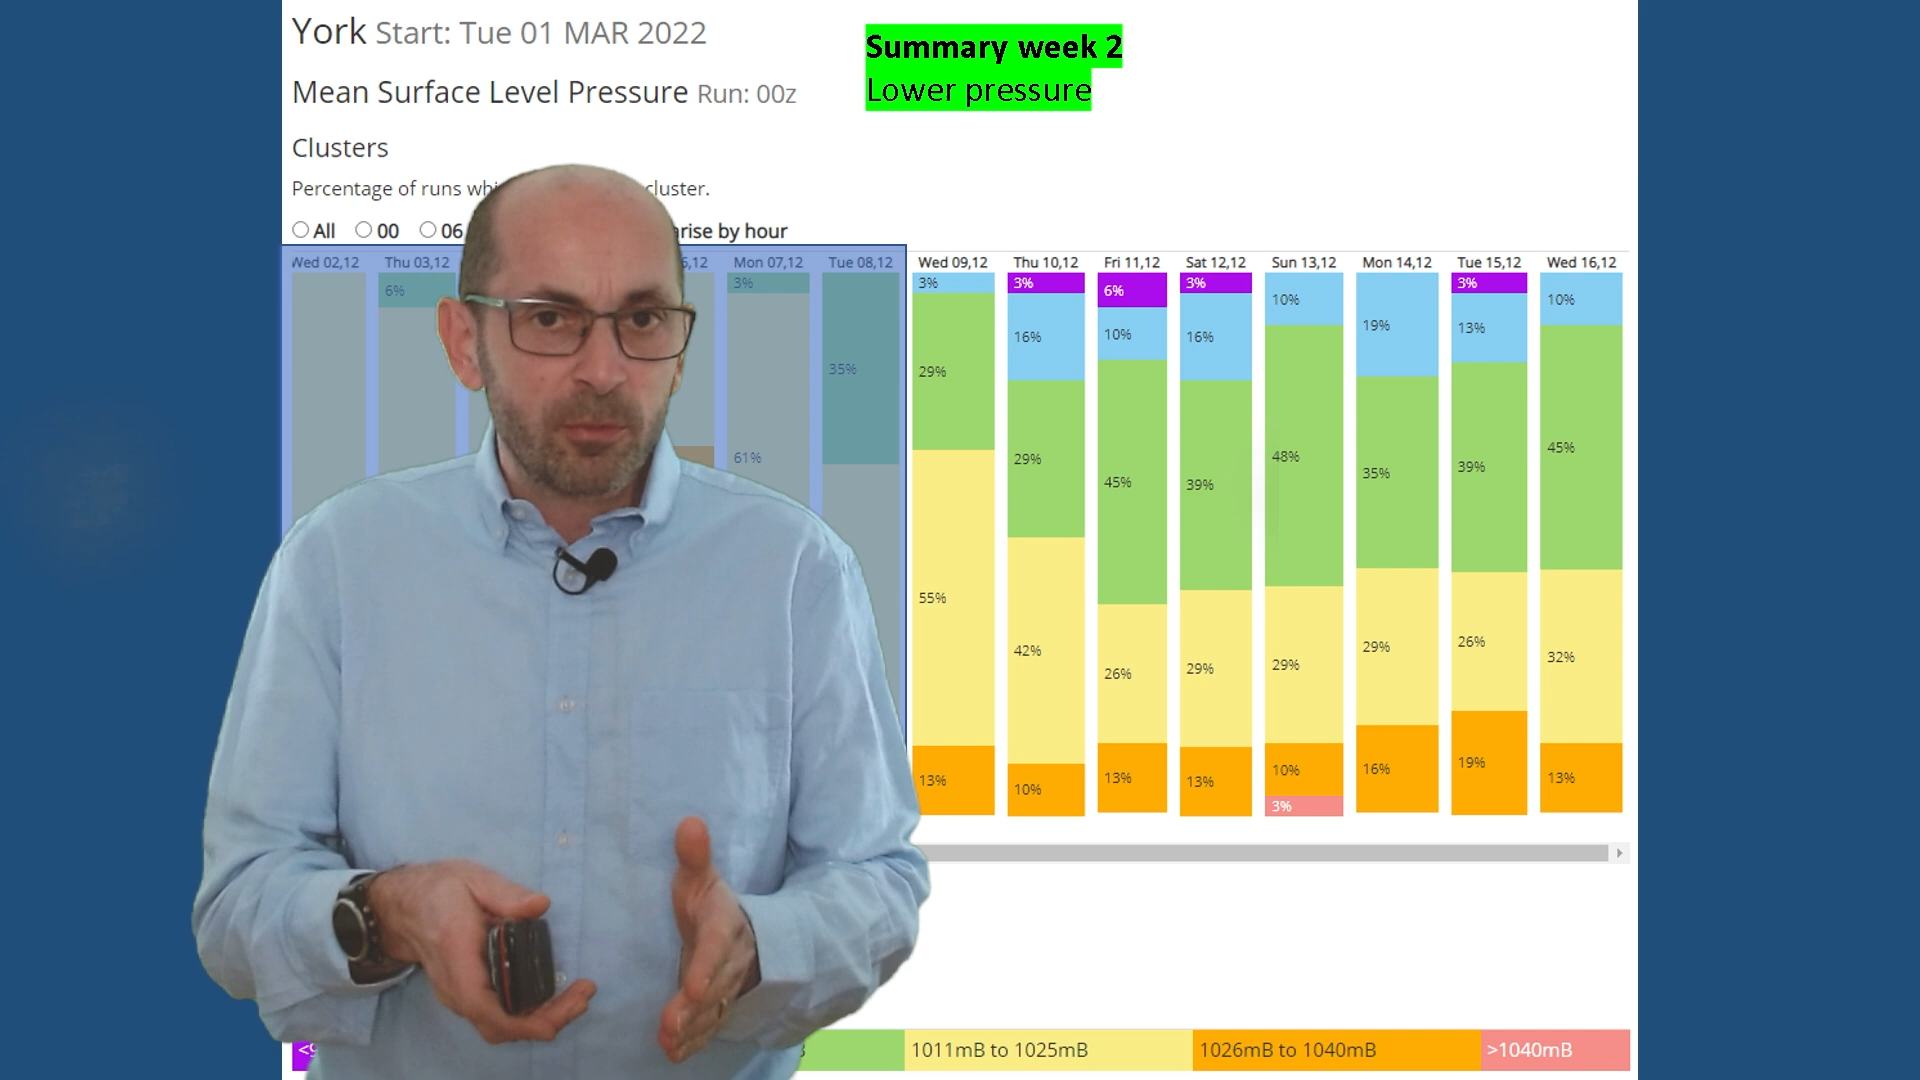 York Start: Tue 01 MAR 2022
Summary week 2
Lower pressure
Mean Surface Level Pressure Run: 00z
Clusters
Percentage of runs cluster.
All 00 06 by hour
Wed 02,12 Thu 03,12 Mon 07,12 Tue 08,12 Wed 09,12 Thu 10,12 Fri 11,12 Sat 12,12 Sun 13,12 Mon 14,12 Tue 15,12 Wed 16,12
6% 3% 3% 3% 6% 3% 10% 19% 3% 10%
35% 29% 16% 10% 16% 13%
61% 55% 29% 45% 39% 48% 35% 39% 45%
42% 26% 29% 29% 29% 26% 32%
13% 10% 13% 13% 10% 16% 19% 13%
3%
1011mB to 1025mB 1026mB to 1040mB >1040mB